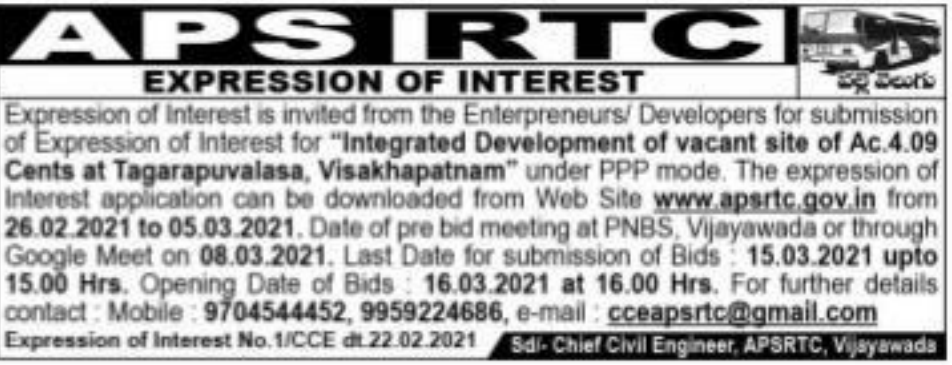 APSRTC
పల్లె వెలుగు
EXPRESSION OF INTEREST
Expression of Interest is invited from the Enterpreneurs/ Developers for submission
of Expression of Interest for "Integrated Development of vacant site of Ac.4.09
Cents at Tagarapuvalasa, Visakhapatnam" under PPP mode. The expression of
Interest application can be downloaded from Web Site www.apsrtc.gov.in from
26.02.2021 to 05.03.2021. Date of pre bid meeting at PNBS, Vijayawada or through
Google Meet on 08.03.2021. Last Date for submission of Bids : 15.03.2021 upto
15.00 Hrs. Opening Date of Bids : 16.03.2021 at 16.00 Hrs. For further details
contact : Mobile : 9704544452, 9959224686, e-mail : cceapsrtc@gmail.com
Expression of Interest No.1/CCE dt.22.02.2021 Sd/- Chief Civil Engineer, APSRTC, Vijayawada